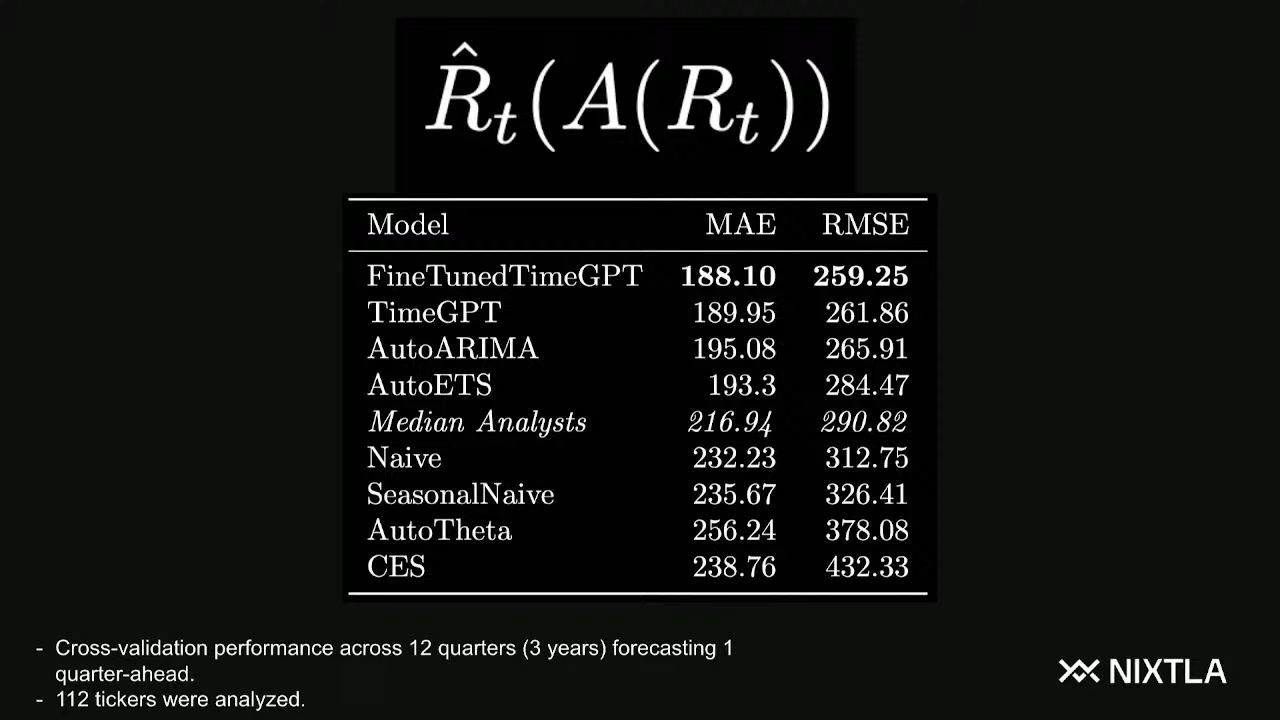 R̂ₜ(A(Rₜ))
Model MAE RMSE
FineTunedTimeGPT 188.10 259.25
TimeGPT 189.95 261.86
AutoARIMA 195.08 265.91
AutoETS 193.3 284.47
Median Analysts 216.94 290.82
Naive 232.23 312.75
SeasonalNaive 235.67 326.41
AutoTheta 256.24 378.08
CES 238.76 432.33
- Cross-validation performance across 12 quarters (3 years) forecasting 1
quarter-ahead.
- 112 tickers were analyzed.
NIXTLA